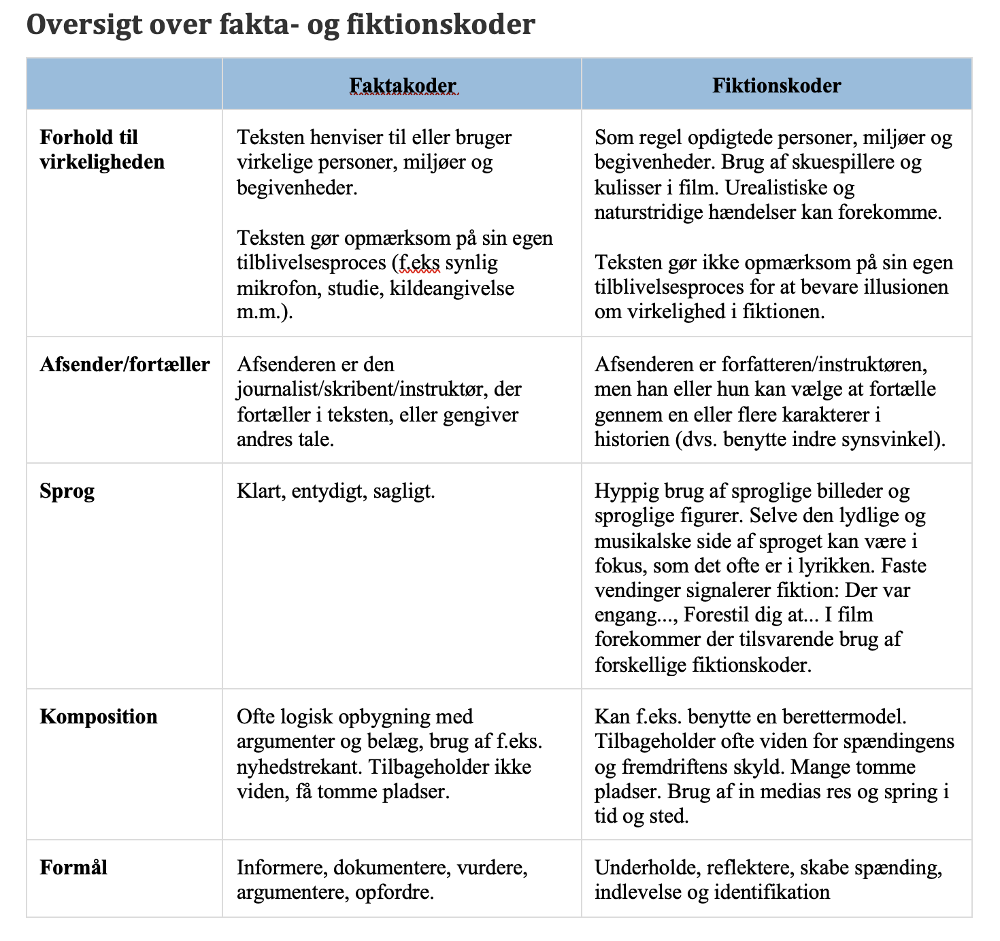 Oversigt over fakta- og fiktionskoder
Faktakoder
Fiktionskoder
Forhold til
virkeligheden
Teksten henviser til eller bruger
virkelige personer, miljøer og
begivenheder.
Teksten gør opmærksom på sin egen
tilblivelsesproces (f.eks synlig
mikrofon, studie, kildeangivelse
m.m.).
Som regel opdigtede personer, miljøer og
begivenheder. Brug af skuespillere og
kulisser i film. Urealistiske og
naturstridige hændelser kan forekomme.
Teksten gør ikke opmærksom på sin egen
tilblivelsesproces for at bevare illusionen
om virkelighed i fiktionen.
Afsender/fortæller
Afsenderen er den
journalist/skribent/instruktør, der
fortæller i teksten, eller gengiver
andres tale.
Afsenderen er forfatteren/instruktøren,
men han eller hun kan vælge at fortælle
gennem en eller flere karakterer i
historien (dvs. benytte indre synsvinkel).
Sprog
Klart, entydigt, sagligt.
Hyppig brug af sproglige billeder og
sproglige figurer. Selve den lydlige og
musikalske side af sproget kan være i
fokus, som det ofte er i lyrikken. Faste
vendinger signalerer fiktion: Der var
engang..., Forestil dig at... I film
forekommer der tilsvarende brug af
forskellige fiktionskoder.
Komposition
Ofte logisk opbygning med
argumenter og belæg, brug af f.eks.
nyhedstrekant. Tilbageholder ikke
viden, få tomme pladser.
Kan f.eks. benytte en berettermodel.
Tilbageholder ofte viden for spændingens
og fremdriftens skyld. Mange tomme
pladser. Brug af in medias res og spring i
tid og sted.
Formål
Informere, dokumentere, vurdere,
argumentere, opfordre.
Underholde, reflektere, skabe spænding,
indlevelse og identifikation